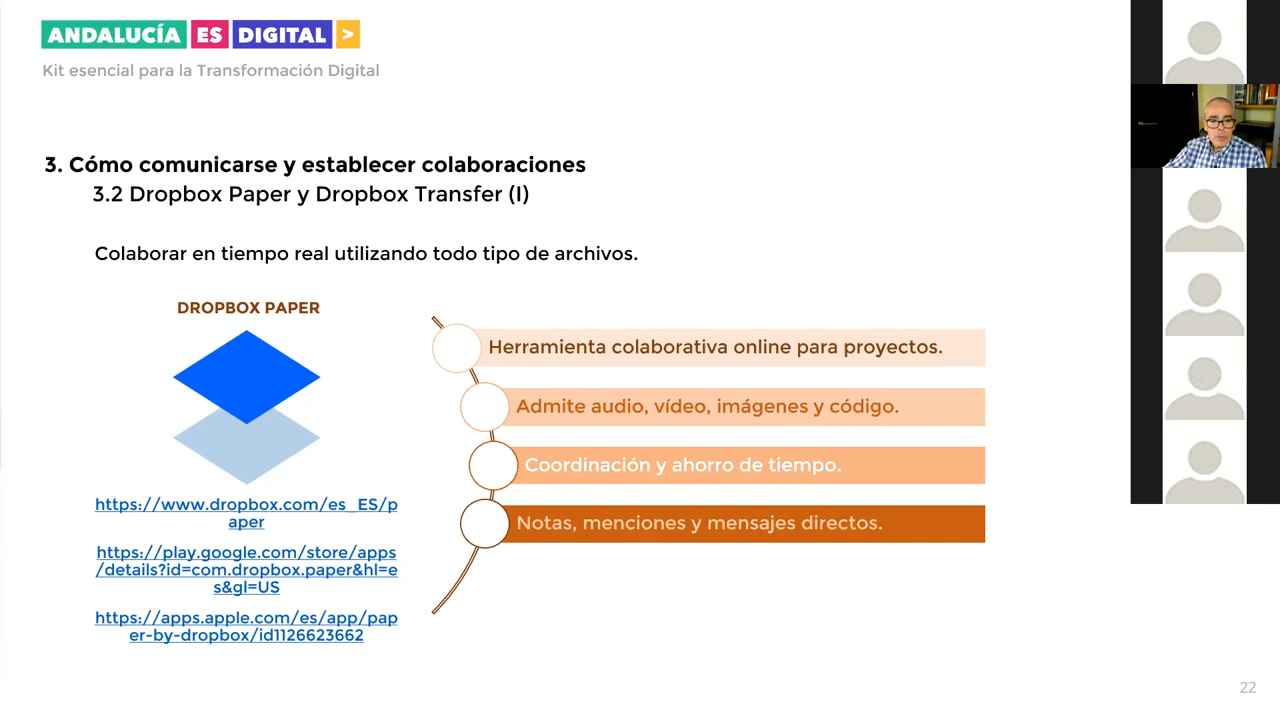 ANDALUCÍA ES DIGITAL >
Kit esencial para la Transformación Digital
3. Cómo comunicarse y establecer colaboraciones
3.2 Dropbox Paper y Dropbox Transfer (I)
Colaborar en tiempo real utilizando todo tipo de archivos.
DROPBOX PAPER
https://www.dropbox.com/es_ES/p
aper
https://play.google.com/store/apps
/details?id=com.dropbox.paper&hl=e
s&gl=US
https://apps.apple.com/es/app/pap
er-by-dropbox/id1126623662
Herramienta colaborativa online para proyectos.
Admite audio, vídeo, imágenes y código.
Coordinación y ahorro de tiempo.
Notas, menciones y mensajes directos.
22